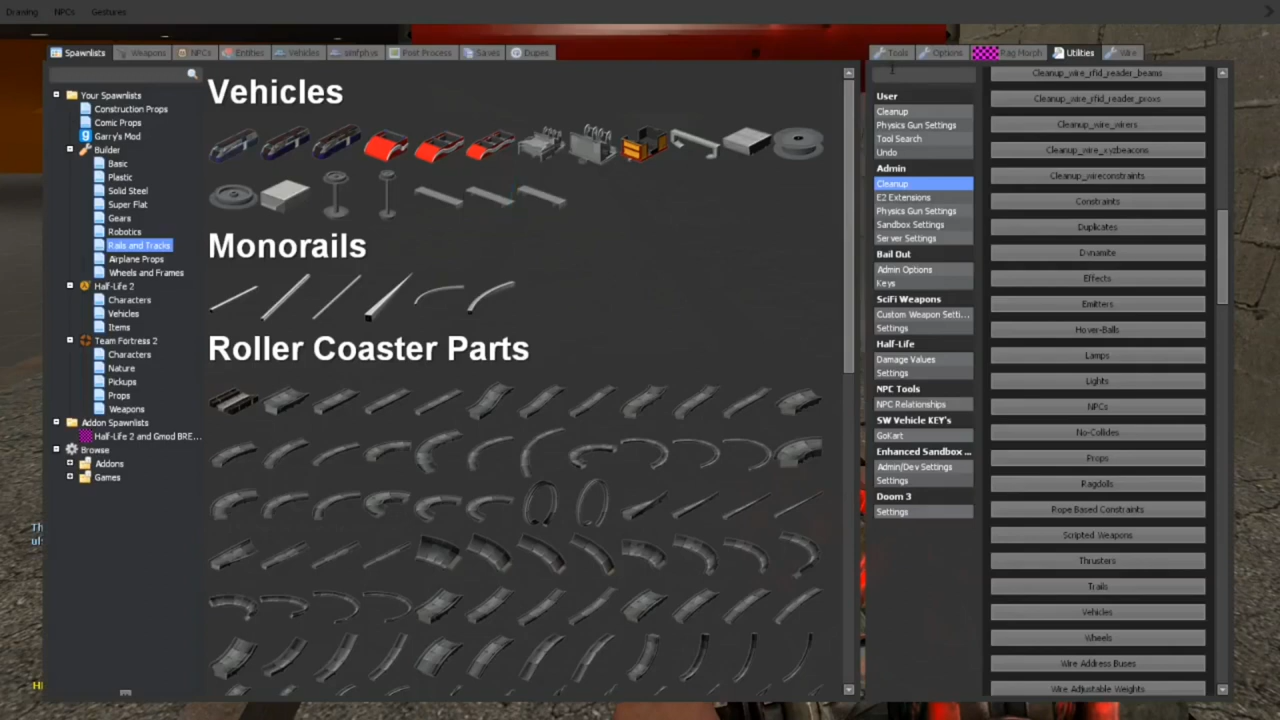 Drawing NPCs Gestures
Spawnlists Weapons NPCs Entities Vehicles simfphys Post Process Saves Dupes
Your Spawnlists
Construction Props
Comic Props
Garry's Mod
Builder
Basic
Plastic
Solid Steel
Super Flat
Gears
Robotics
Rails and Tracks
Airplane Props
Wheels and Frames
Half-Life 2
Characters
Vehicles
Items
Team Fortress 2
Characters
Nature
Pickups
Props
Weapons
Addon Spawnlists
Half-Life 2 and Gmod BRE...
Browse
Addons
Games
Vehicles
Monorails
Roller Coaster Parts
Tools Options Rag Morph Utilities Wire
User
Cleanup
Physics Gun Settings
Tool Search
Undo
Admin
Cleanup
E2 Extensions
Physics Gun Settings
Sandbox Settings
Server Settings
Bail Out
Admin Options
Keys
SciFi Weapons
Custom Weapon Setti...
Settings
Half-Life
Damage Values
Settings
NPC Tools
NPC Relationships
SW Vehicle KEY's
GoKart
Enhanced Sandbox ...
Admin/Dev Settings
Settings
Doom 3
Settings
Cleanup_wire_rfid_reader_beams
Cleanup_wire_rfid_reader_proxs
Cleanup_wire_wirers
Cleanup_wire_xyzbeacons
Cleanup_wireconstraints
Constraints
Duplicates
Dynamite
Effects
Emitters
Hover-Balls
Lamps
Lights
NPCs
No-Collides
Props
Ragdolls
Rope Based Constraints
Scripted Weapons
Thrusters
Trails
Vehicles
Wheels
Wire Address Buses
Wire Adjustable Weights